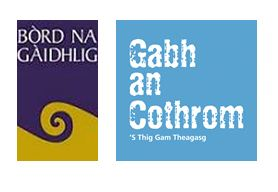 BÒRD NA
GÀIDHLIG
Gabh
an
Cothrom
'S Thig Gam Theagasg